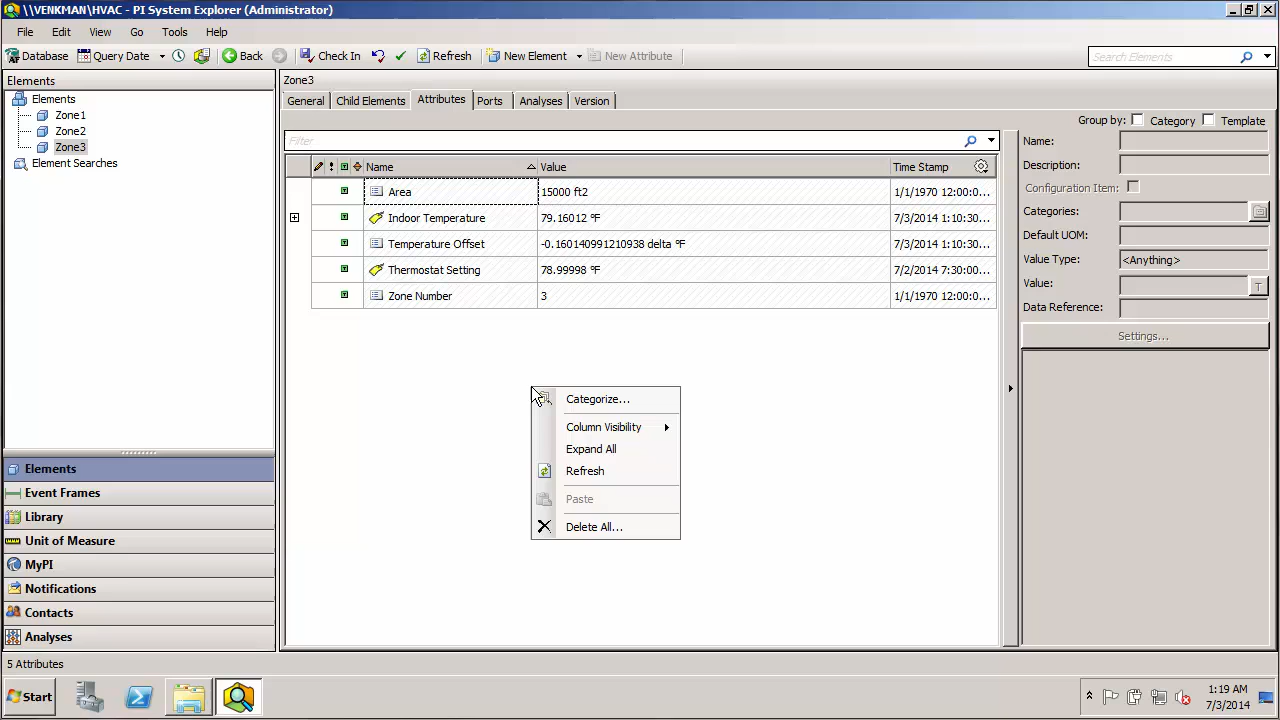 \\VENKMAN\HVAC - PI System Explorer (Administrator)
File Edit View Go Tools Help
Database Query Date Back Check In Refresh New Element New Attribute Search Elements
Elements
Elements
Zone1
Zone2
Zone3
Element Searches
Elements
Event Frames
Library
Unit of Measure
MyPI
Notifications
Contacts
Analyses
Zone3
General Child Elements Attributes Ports Analyses Version
Filter
Name Value Time Stamp
Area 15000 ft2 1/1/1970 12:00:0...
Indoor Temperature 79.16012 °F 7/3/2014 1:10:30...
Temperature Offset -0.160140991210938 delta °F 7/3/2014 1:10:30...
Thermostat Setting 78.99998 °F 7/2/2014 7:30:00...
Zone Number 3 1/1/1970 12:00:0...
Categorize...
Column Visibility
Expand All
Refresh
Paste
Delete All...
Group by: Category Template
Name:
Description:
Configuration Item:
Categories:
Default UOM:
Value Type: <Anything>
Value: T
Data Reference:
Settings...
5 Attributes
Start
1:19 AM
7/3/2014